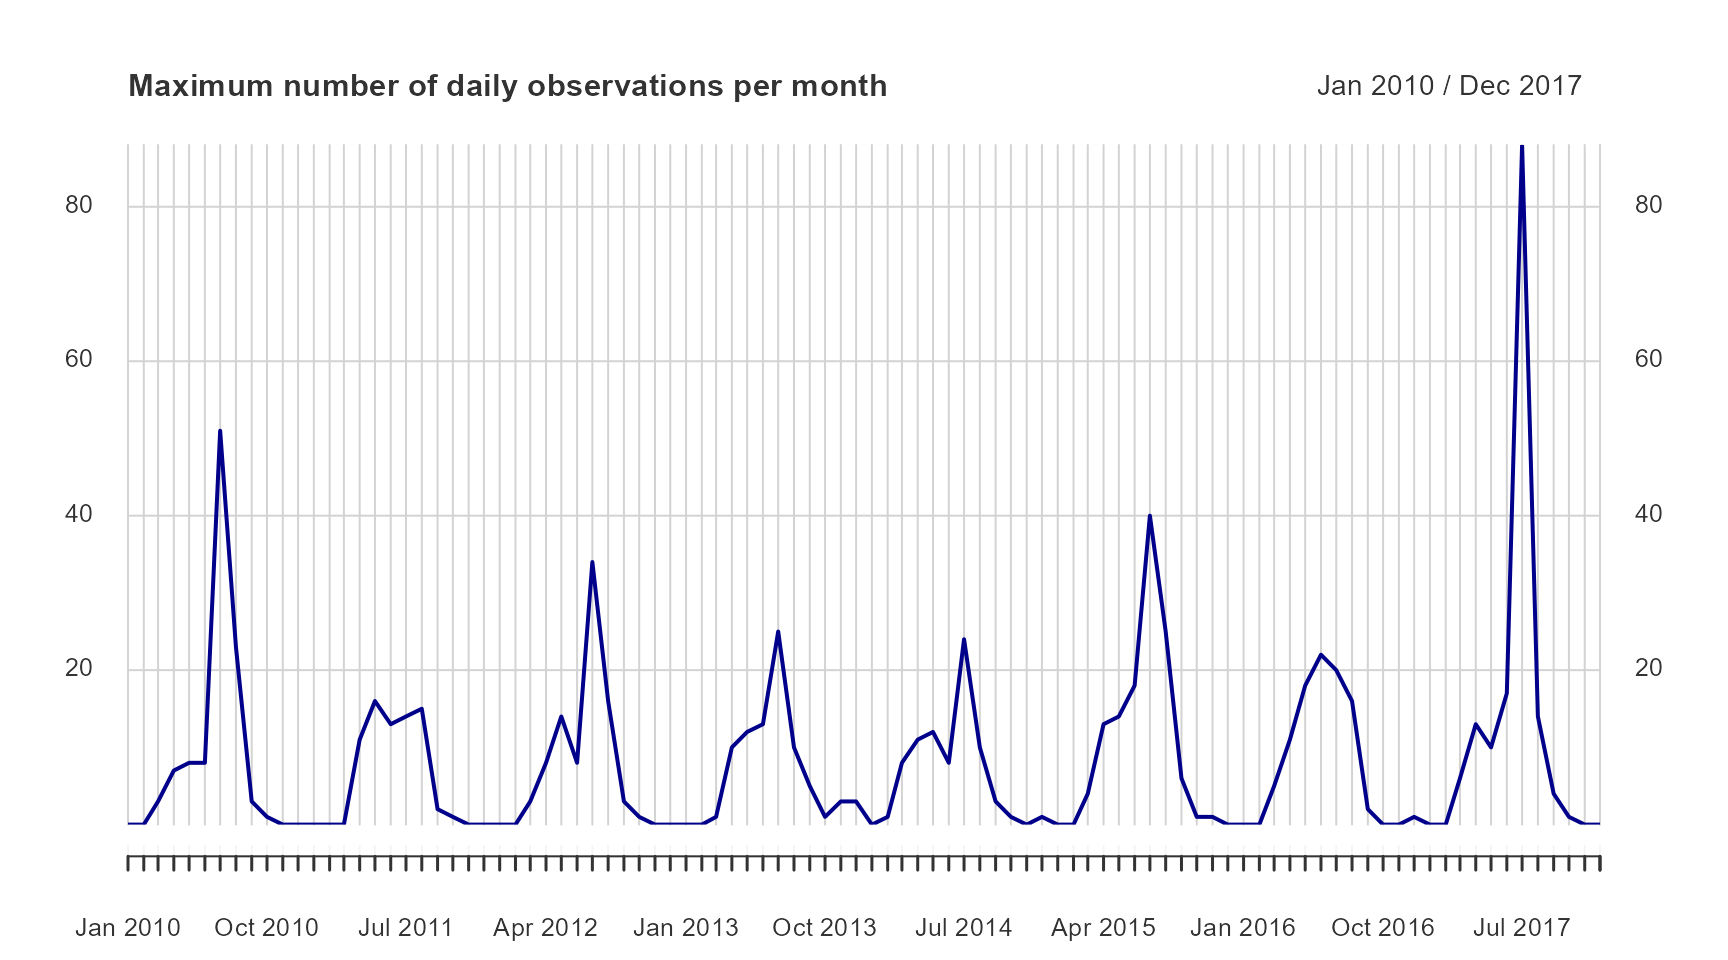 Maximum number of daily observations per month Jan 2010 / Dec 2017
80 80
60 60
40 40
20 20
Jan 2010 Oct 2010 Jul 2011 Apr 2012 Jan 2013 Oct 2013 Jul 2014 Apr 2015 Jan 2016 Oct 2016 Jul 2017